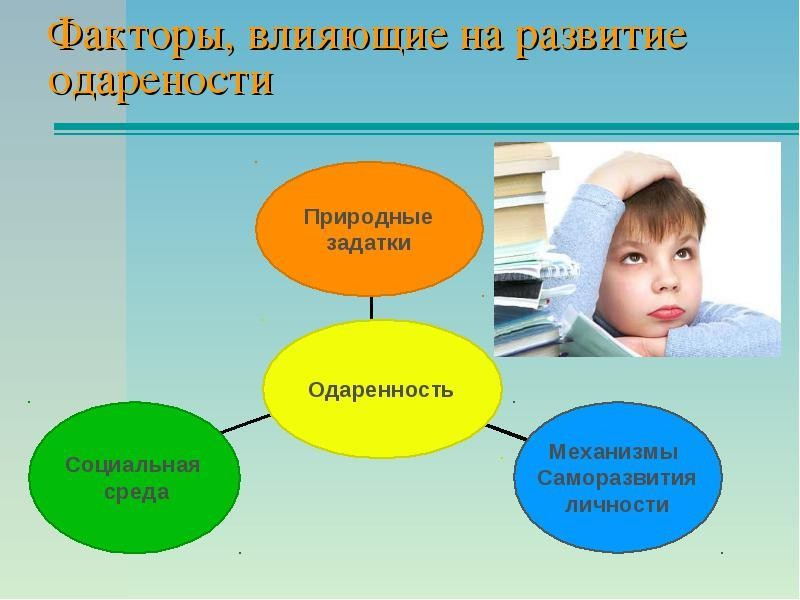 Факторы, влияющие на развитие
одарености
Природные
задатки
Одаренность
Социальная
среда
Механизмы
Саморазвития
личности